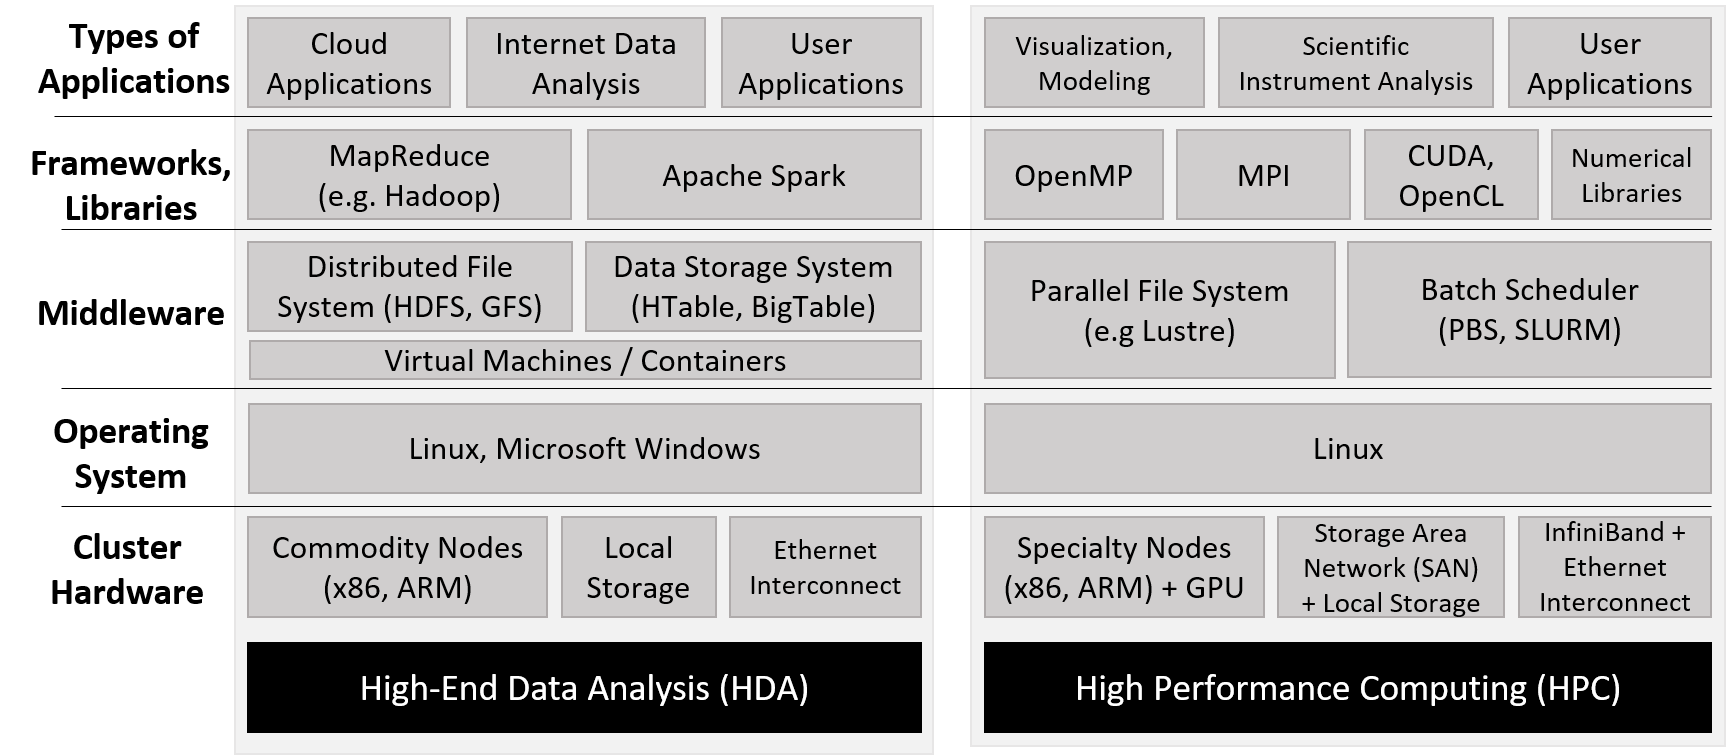 Types of
Applications
Cloud
Applications
Internet Data
Analysis
User
Applications
Visualization,
Modeling
Scientific
Instrument Analysis
User
Applications
Frameworks,
Libraries
MapReduce
(e.g. Hadoop)
Apache Spark
OpenMP
MPI
CUDA,
OpenCL
Numerical
Libraries
Middleware
Distributed File
System (HDFS, GFS)
Data Storage System
(HTable, BigTable)
Virtual Machines / Containers
Parallel File System
(e.g Lustre)
Batch Scheduler
(PBS, SLURM)
Operating
System
Linux, Microsoft Windows
Linux
Cluster
Hardware
Commodity Nodes
(x86, ARM)
Local
Storage
Ethernet
Interconnect
Specialty Nodes
(x86, ARM) + GPU
Storage Area
Network (SAN)
+ Local Storage
InfiniBand +
Ethernet
Interconnect
High-End Data Analysis (HDA)
High Performance Computing (HPC)